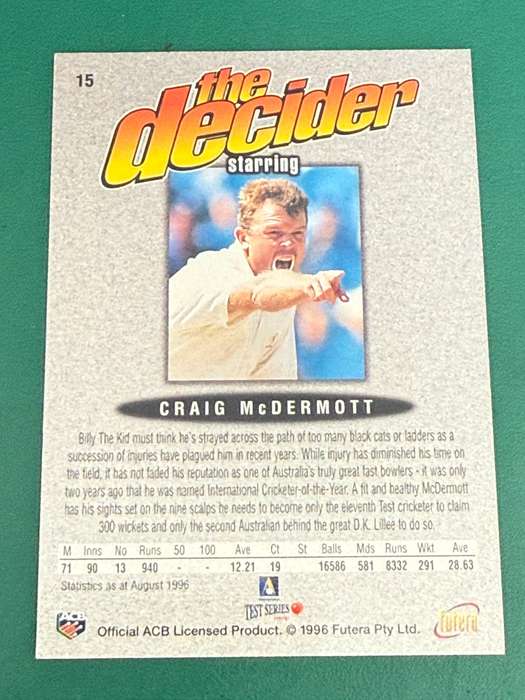 15
the
decider
starring
CRAIG McDERMOTT
Billy The Kid must think he's strayed across the path of too many black cats or ladders as a
succession of injuries have plagued him in recent years. While injury has diminished his time on
the field, it has not faded his reputation as one of Australia's truly great fast bowlers - it was only
two years ago that he was named International Cricketer-of-the-Year. A fit and healthy McDermott
has his sights set on the nine scalps he needs to become only the eleventh Test cricketer to claim
300 wickets and only the second Australian behind the great D.K. Lillee to do so.
M Inns No Runs 50 100 Ave Ct St Balls Mds Runs Wkt Ave
71 90 13 940 - - 12.21 19 16586 581 8332 291 28.63
Statistics as at August 1996
TEST SERIES
ACB
Official ACB Licensed Product. © 1996 Futera Pty Ltd.
futera